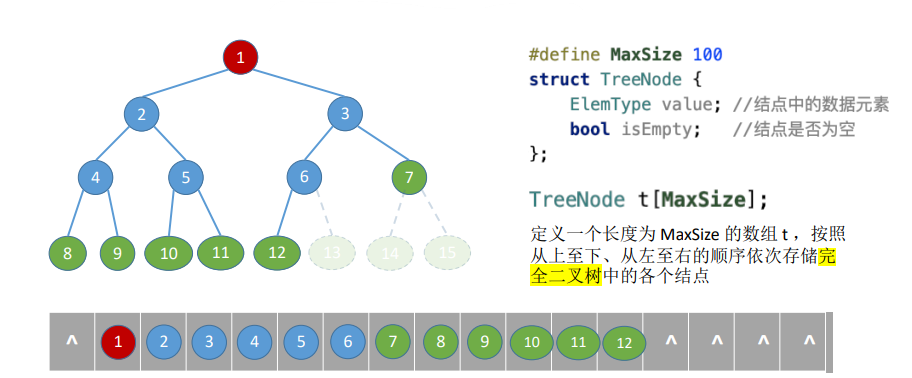 1
2
3
4
5
6
7
8
9
10
11
12
13
14
15
#define MaxSize 100
struct TreeNode {
ElemType value; //结点中的数据元素
bool isEmpty; //结点是否为空
};
TreeNode t[MaxSize];
定义一个长度为 MaxSize 的数组 t ，按照
从上至下、从左至右的顺序依次存储完
全二叉树中的各个结点
^ 1 2 3 4 5 6 7 8 9 10 11 12 ^ ^ ^ ^